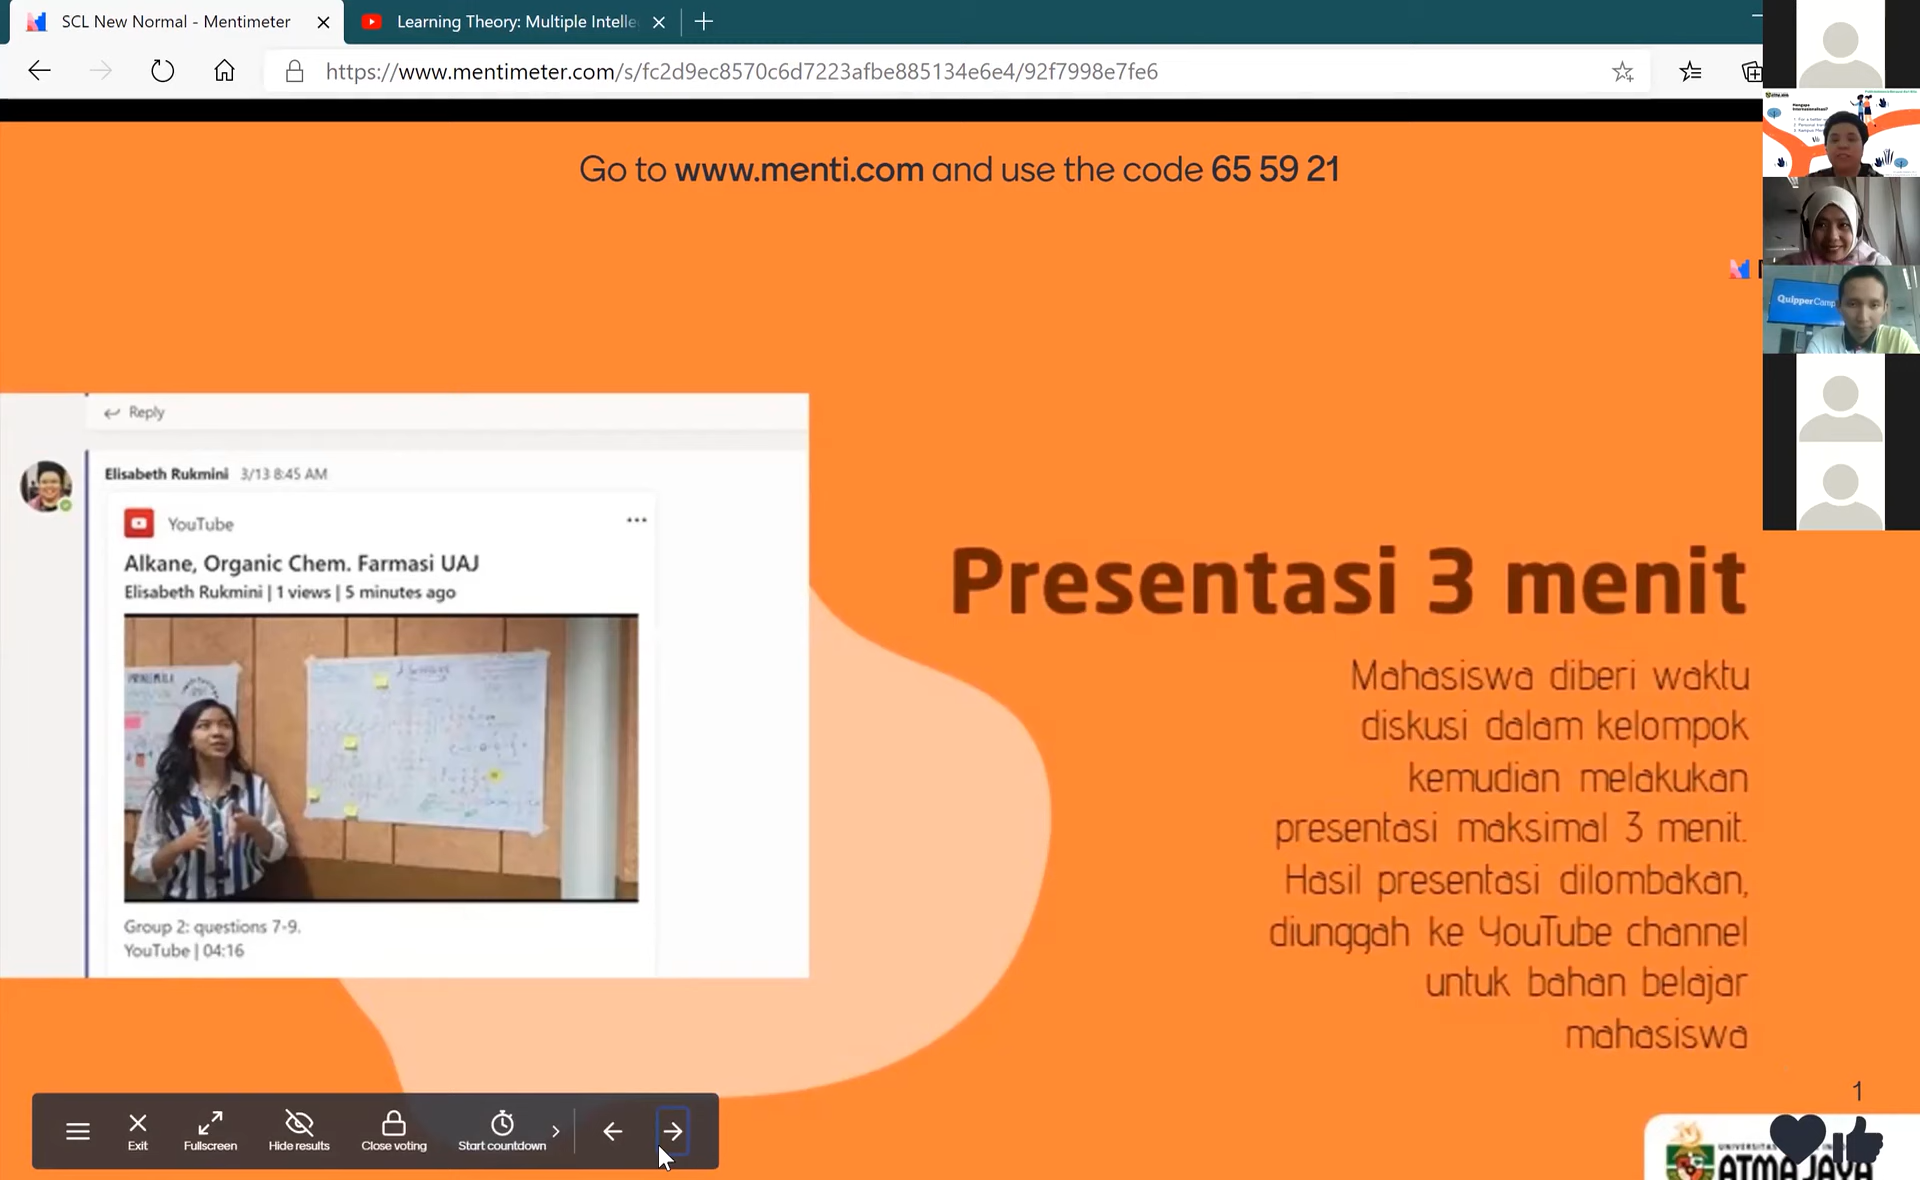 SCL New Normal - Mentimeter
Learning Theory: Multiple Intelle
https://www.mentimeter.com/s/fc2d9ec8570c6d7223afbe885134e6e4/92f7998e7fe6
Go to www.menti.com and use the code 65 59 21
Mengapa
Internasionalisasi?
QuipperCamp
Reply
Elisabeth Rukmini 3/13 8:45 AM
YouTube
Alkane, Organic Chem. Farmasi UAJ
Elisabeth Rukmini | 1 views | 5 minutes ago
Group 2: questions 7-9.
YouTube | 04:16
Presentasi 3 menit
Mahasiswa diberi waktu
diskusi dalam kelompok
kemudian melakukan
presentasi maksimal 3 menit.
Hasil presentasi dilombakan,
diunggah ke YouTube channel
untuk bahan belajar
mahasiswa
1
Exit
Fullscreen
Hide results
Close voting
Start countdown
ATMA JAYA